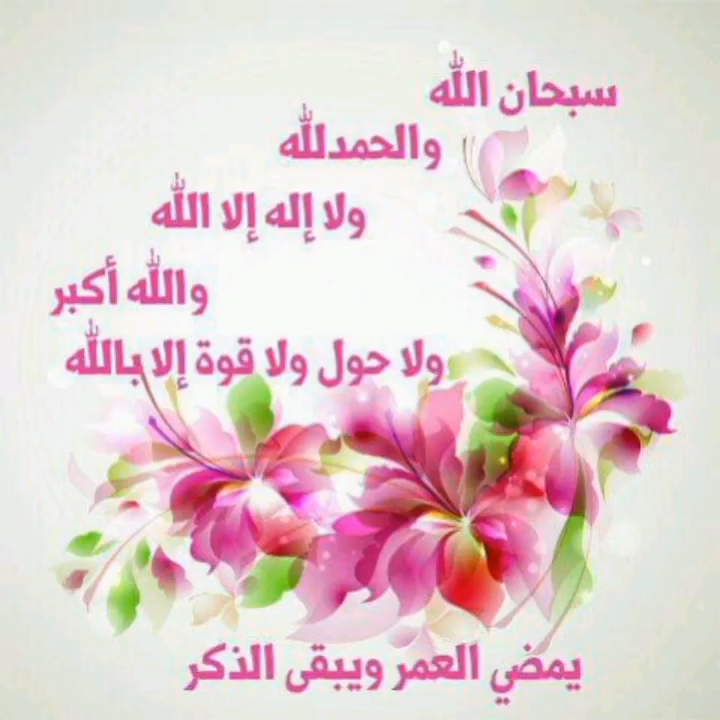 سبحان الله
والحمدلله
ولا إله إلا الله
والله أكبر
ولا حول ولا قوة إلا بالله
يمضي العمر ويبقى الذكر